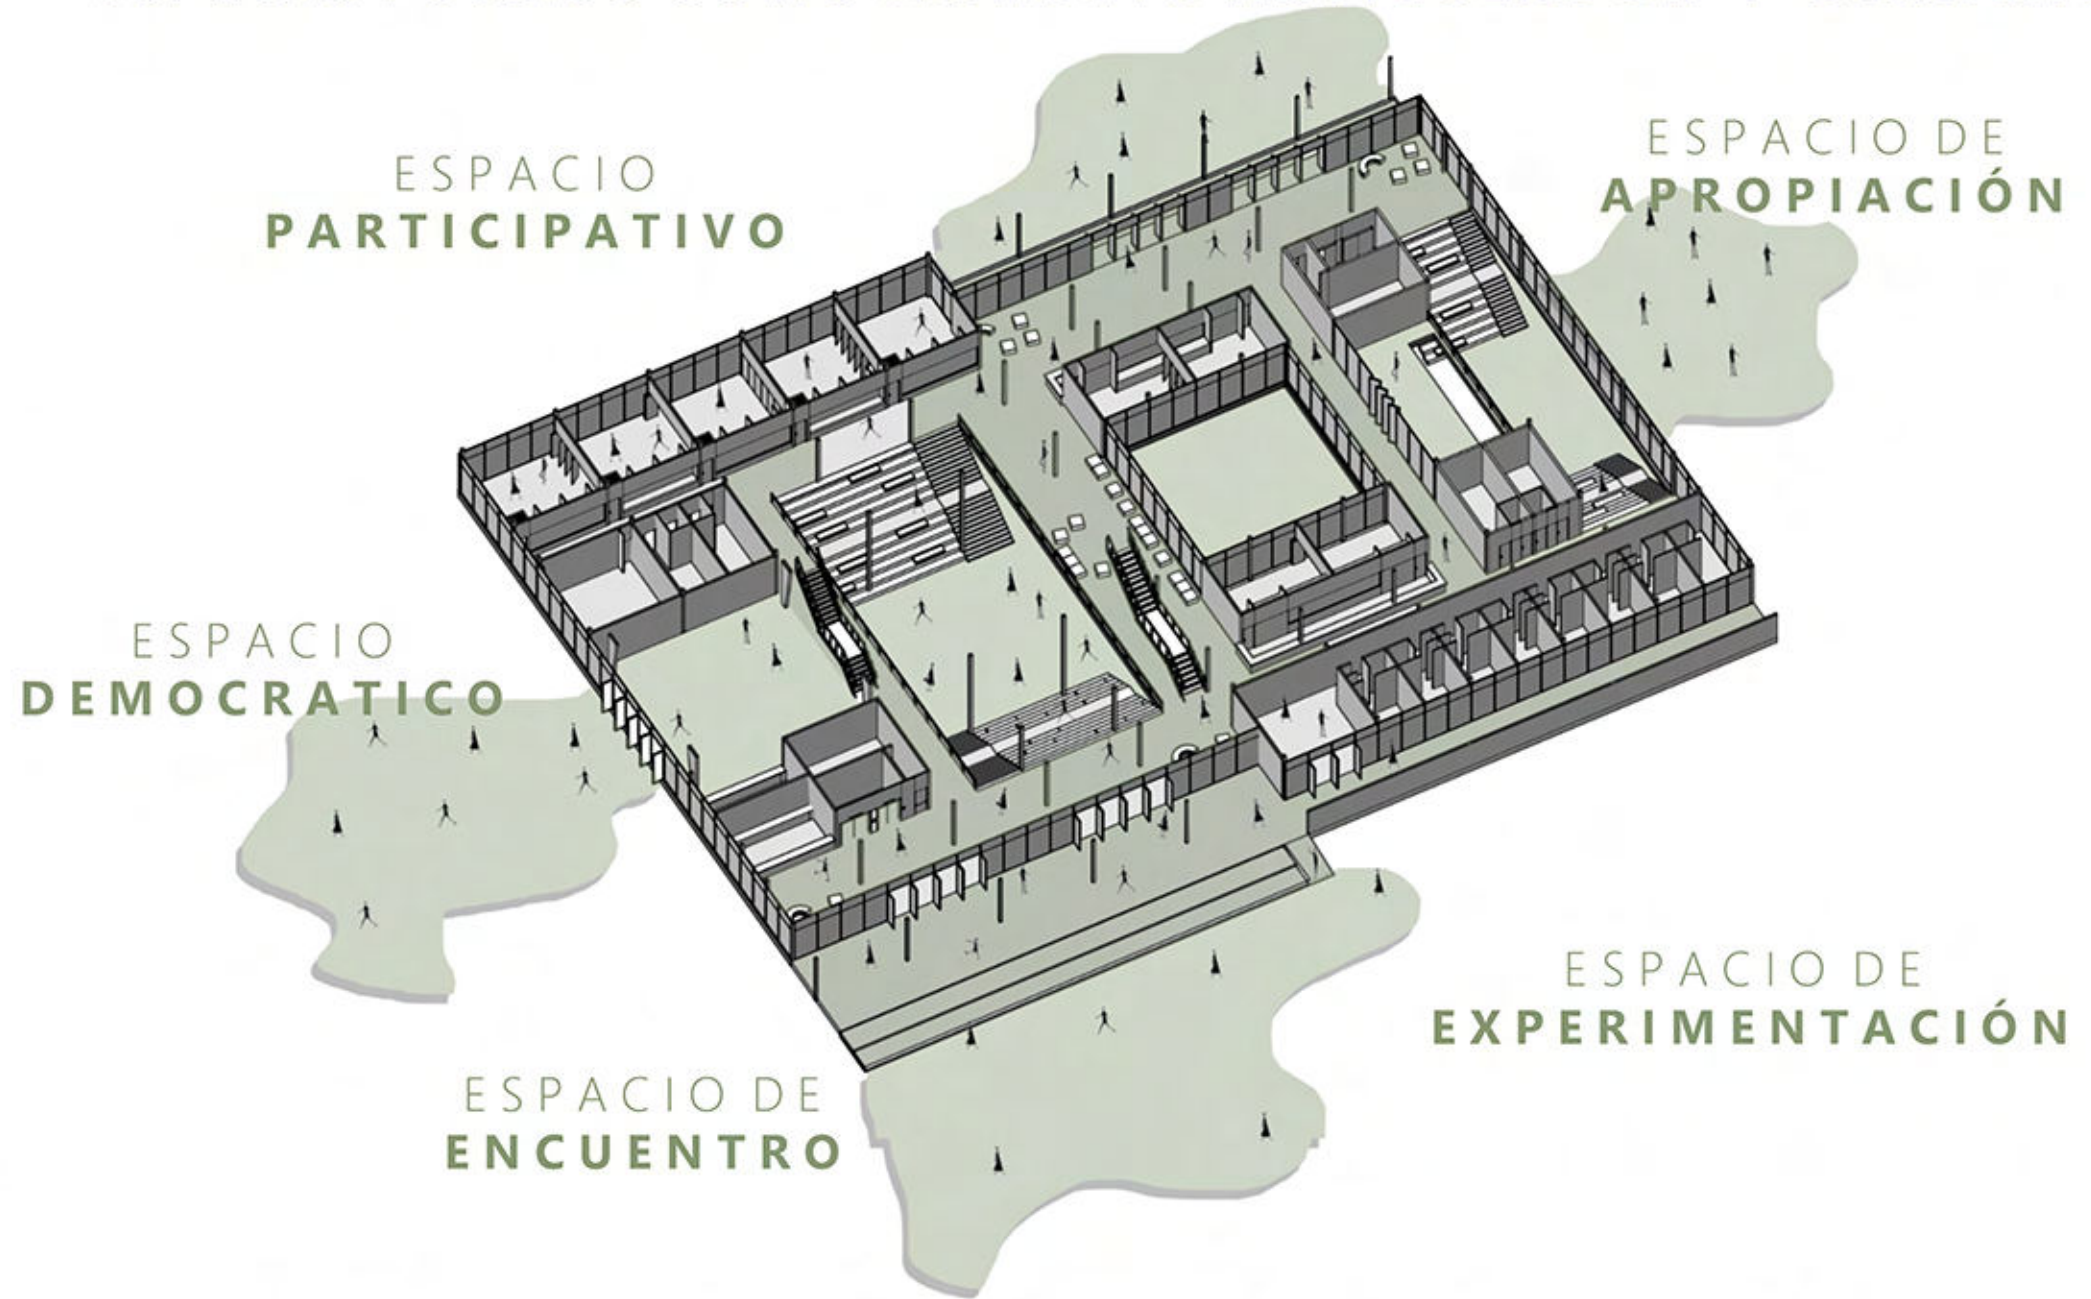 ESPACIO
PARTICIPATIVO
ESPACIO DE
APROPIACIÓN
ESPACIO
DEMOCRATICO
ESPACIO DE
EXPERIMENTACIÓN
ESPACIO DE
ENCUENTRO